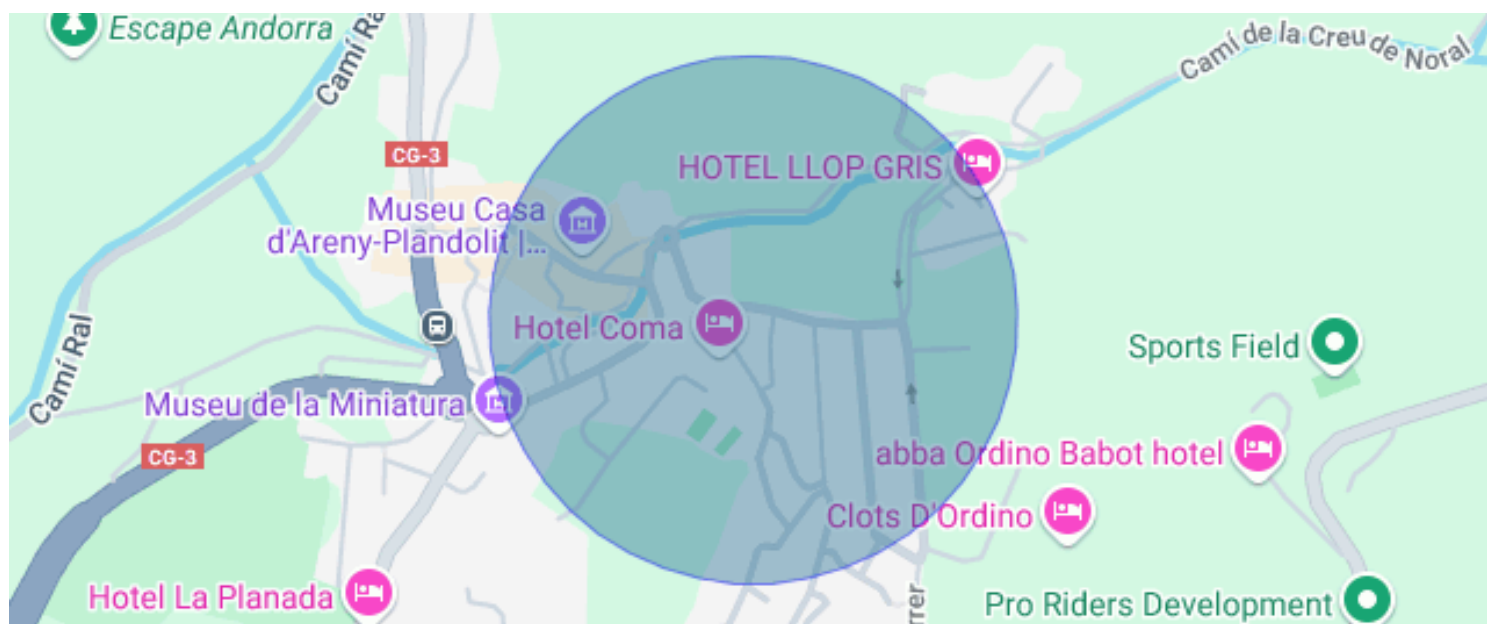 Escape Andorra
Camí Ra
Camí de la Creu de Noral
CG-3
HOTEL LLOP GRIS
Museu Casa
d'Areny-Plandolit |...
Hotel Coma
Camí Ral
Sports Field
Museu de la Miniatura
CG-3
abba Ordino Babot hotel
Clots D'Ordino
Hotel La Planada
rrer
Pro Riders Development